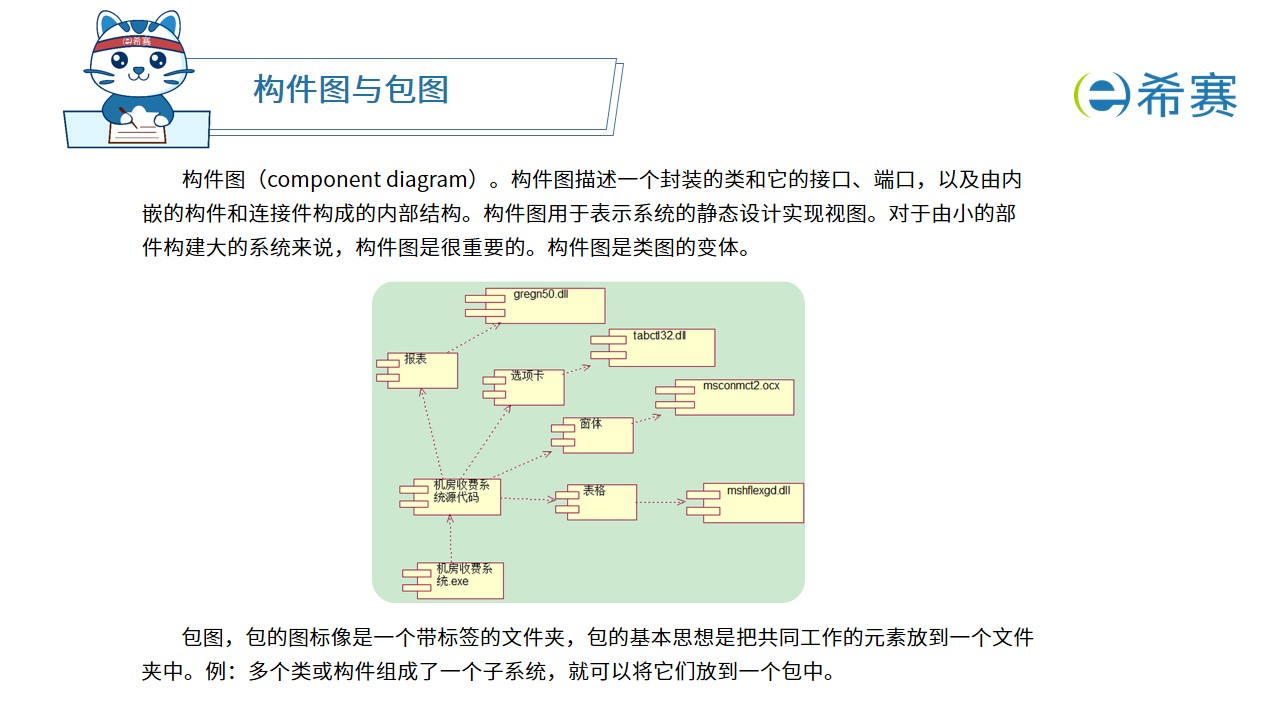 希赛
构件图与包图
希赛
构件图（component diagram）。构件图描述一个封装的类和它的接口、端口，以及由内
嵌的构件和连接件构成的内部结构。构件图用于表示系统的静态设计实现视图。对于由小的部
件构建大的系统来说，构件图是很重要的。构件图是类图的变体。
gregn50.dll
tabctl32.dll
报表
选项卡
msconmct2.ocx
窗体
机房收费系
统源代码
表格
mshflexgd.dll
机房收费系
统.exe
包图，包的图标像是一个带标签的文件夹，包的基本思想是把共同工作的元素放到一个文件
夹中。例：多个类或构件组成了一个子系统，就可以将它们放到一个包中。